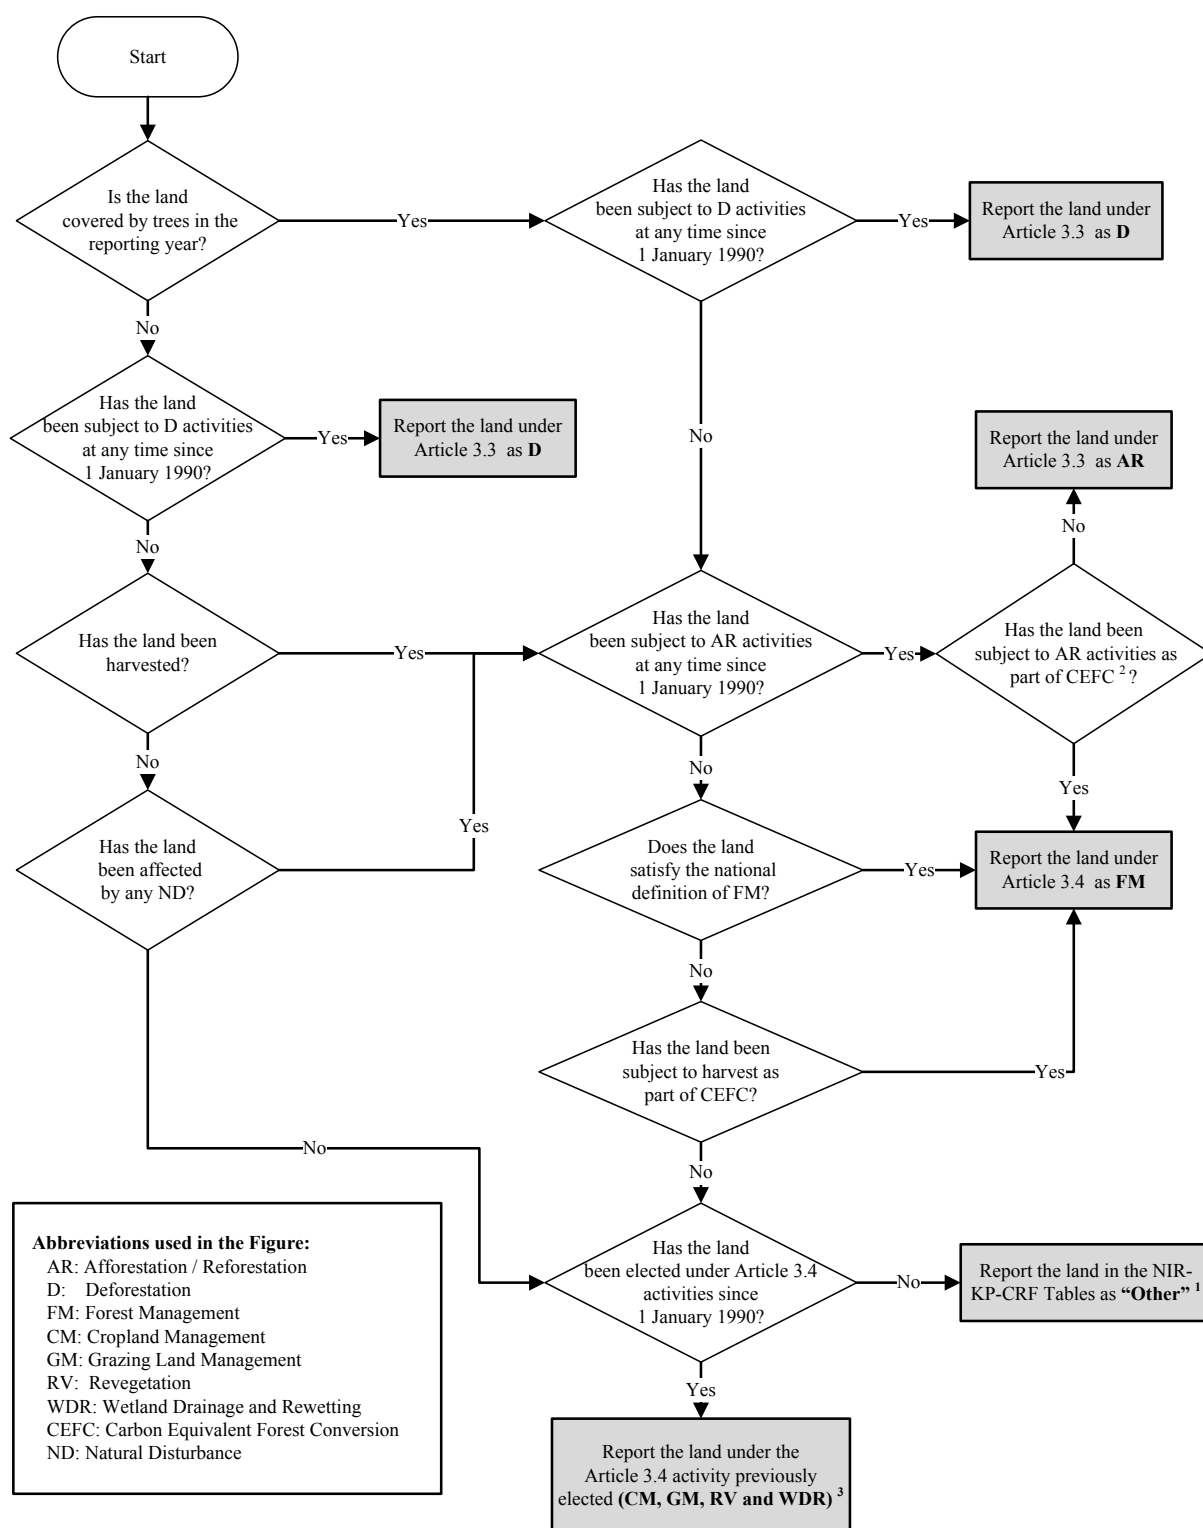 Start
Is the land
covered by trees in the
reporting year?
Yes
Has the land
been subject to D activities
at any time since
1 January 1990?
Yes
Report the land under
Article 3.3 as D
No
Has the land
been subject to D activities
at any time since
1 January 1990?
Yes
Report the land under
Article 3.3 as D
No
Report the land under
Article 3.3 as AR
No
No
Has the land been
harvested?
Yes
Has the land
been subject to AR activities
at any time since
1 January 1990?
Yes
Has the land been
subject to AR activities as
part of CEFC 2 ?
No
No
Yes
Has the land
been affected
by any ND?
Yes
Does the land
satisfy the national
definition of FM?
Yes
Report the land under
Article 3.4 as FM
No
Has the land been
subject to harvest as
part of CEFC?
Yes
No
No
Has the land
been elected under Article 3.4
activities since
1 January 1990?
No
Report the land in the NIR-
KP-CRF Tables as “Other” 1
Yes
Report the land under the
Article 3.4 activity previously
elected (CM, GM, RV and WDR) 3
Abbreviations used in the Figure:
AR: Afforestation / Reforestation
D: Deforestation
FM: Forest Management
CM: Cropland Management
GM: Grazing Land Management
RV: Revegetation
WDR: Wetland Drainage and Rewetting
CEFC: Carbon Equivalent Forest Conversion
ND: Natural Disturbance